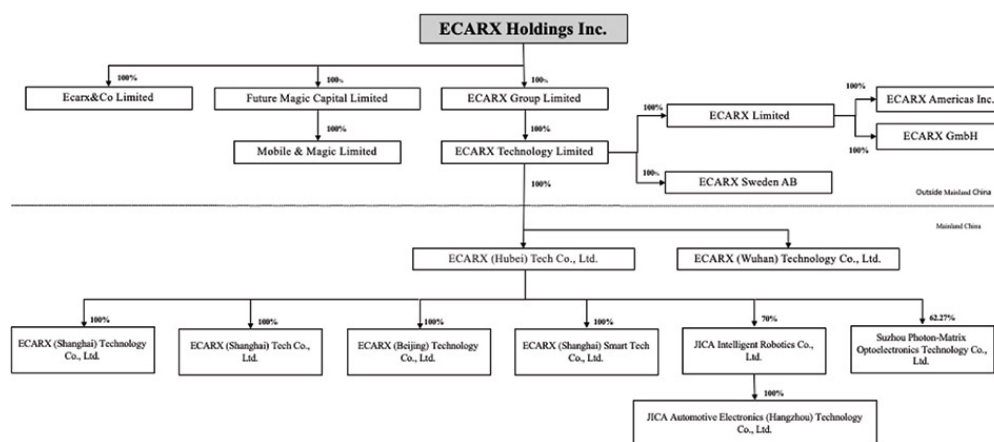 ECARX Holdings Inc.
100%
100%
100%
Ecarx&Co Limited
Future Magic Capital Limited
ECARX Group Limited
100%
100%
Mobile & Magic Limited
ECARX Technology Limited
100%
ECARX Limited
100%
ECARX Americas Inc.
ECARX GmbH
100%
100%
ECARX Sweden AB
100%
Outside Mainland China
Mainland China
ECARX (Hubei) Tech Co., Ltd.
ECARX (Wuhan) Technology Co., Ltd.
100%
100%
100%
100%
70%
62.27%
ECARX (Shanghai) Technology
Co., Ltd.
ECARX (Shanghai) Tech Co.,
Ltd.
ECARX (Beijing) Technology
Co., Ltd.
ECARX (Shanghai) Smart Tech
Co., Ltd.
JICA Intelligent Robotics Co.,
Ltd.
Suzhou Photon-Matrix
Optoelectronics Technology Co.,
Ltd.
100%
JICA Automotive Electronics (Hangzhou) Technology
Co., Ltd.